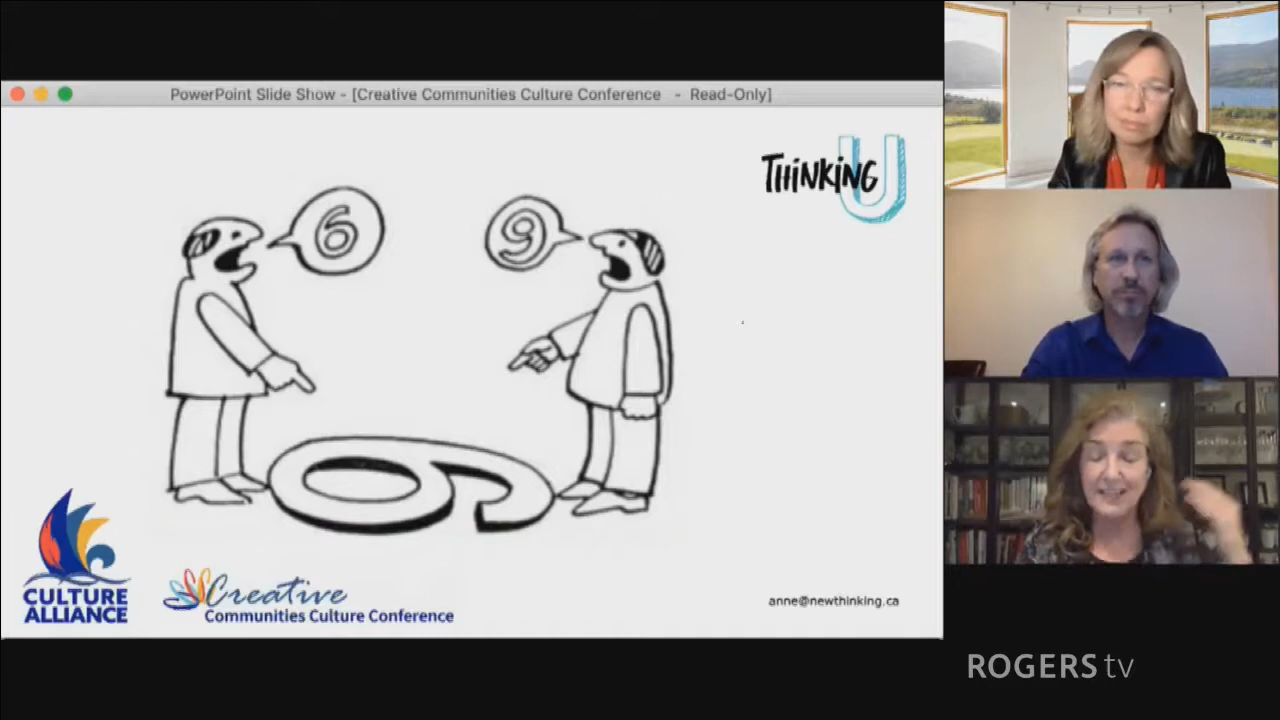 PowerPoint Slide Show - [Creative Communities Culture Conference - Read-Only]
THiNKiNG U
6
9
CULTURE
ALLIANCE
Creative
Communities Culture Conference
anne@newthinking.ca
ROGERS tv